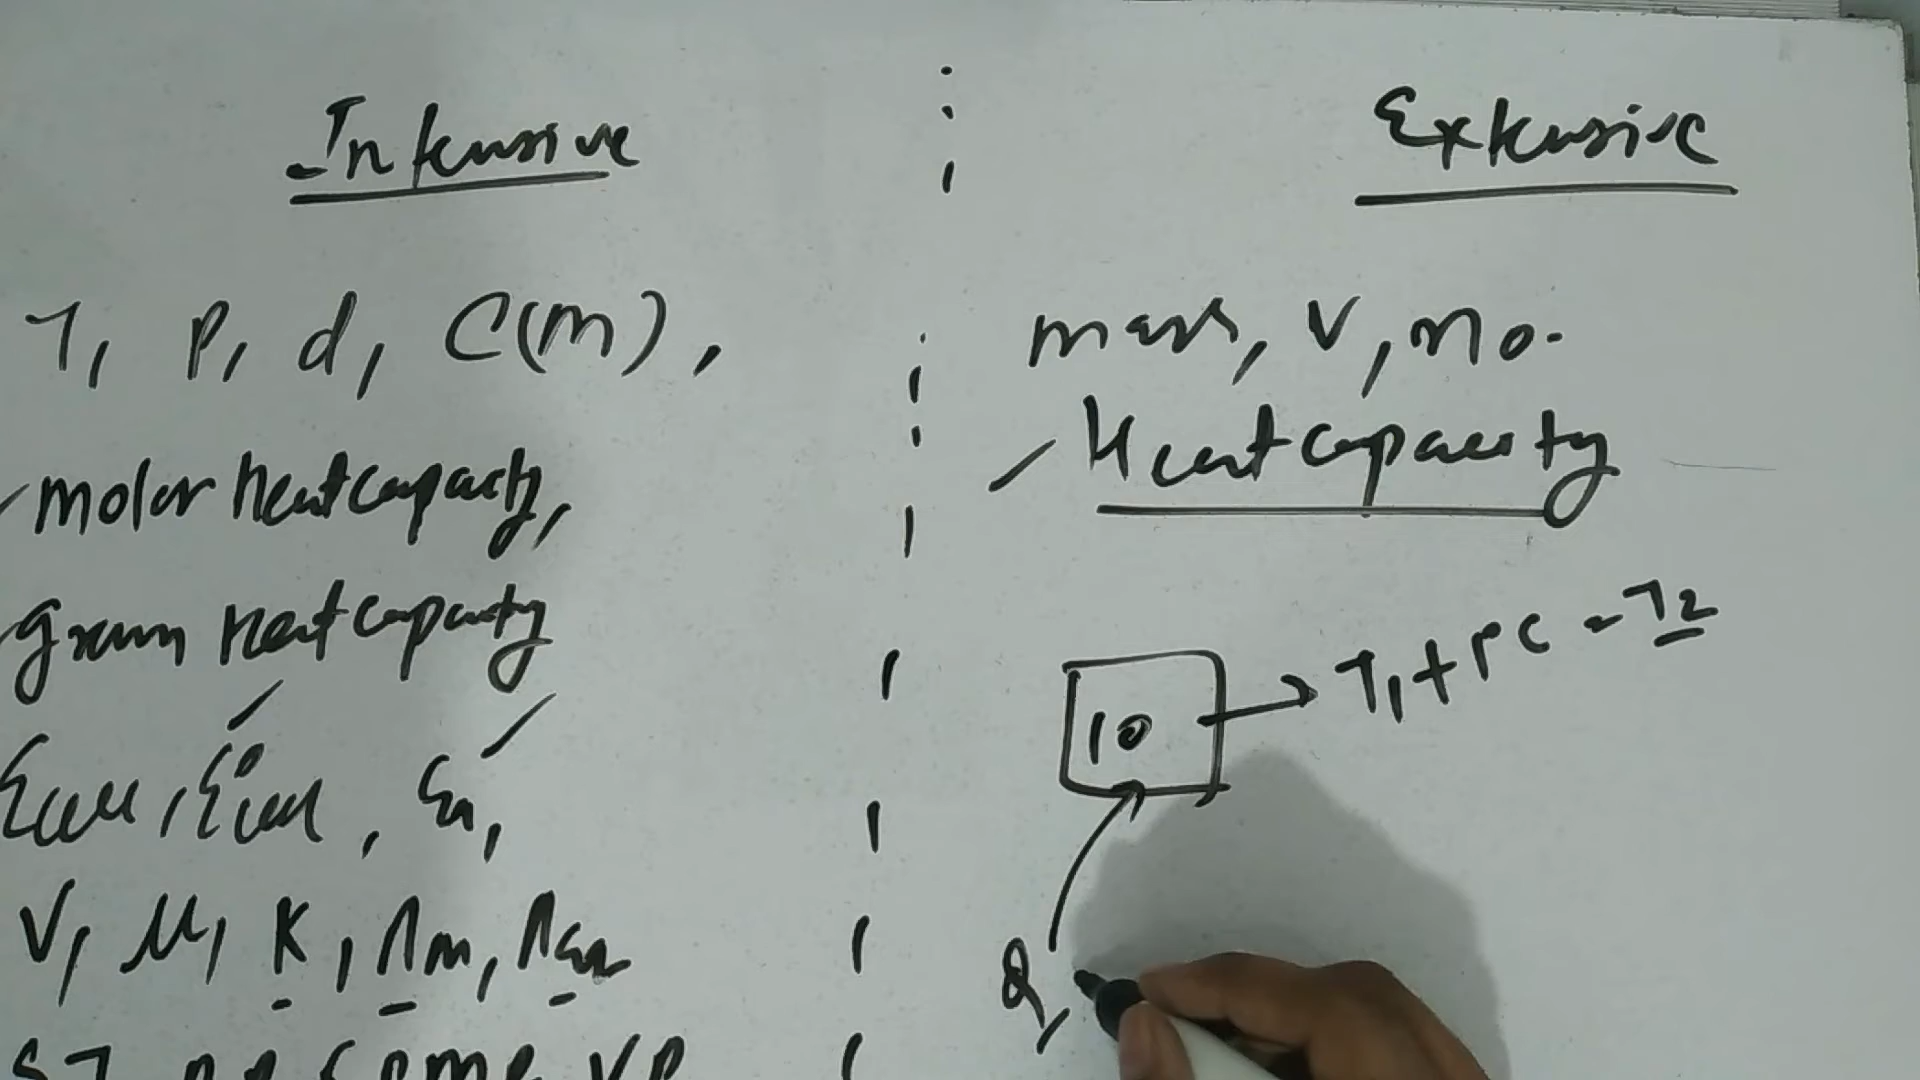 Intensive
T, P, d, C(m),
molar heat capacity,
gram heat capacity
Ecell, E°cell, Ea,
V, μ, K, Λm, Λeq
Extensive
mass, V, no.
Heat capacity
10 → T1 + 1°C = T2
Q,